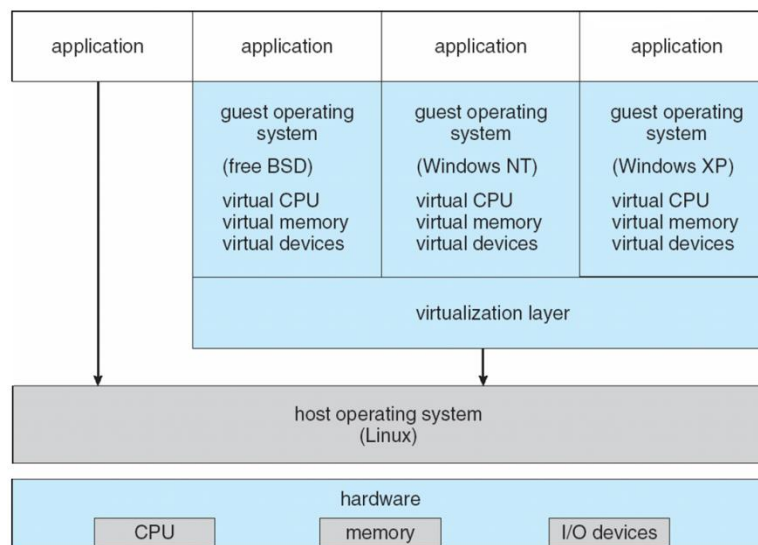 application
application
application
application
guest operating
system
(free BSD)
virtual CPU
virtual memory
virtual devices
guest operating
system
(Windows NT)
virtual CPU
virtual memory
virtual devices
guest operating
system
(Windows XP)
virtual CPU
virtual memory
virtual devices
virtualization layer
host operating system
(Linux)
hardware
CPU
memory
I/O devices